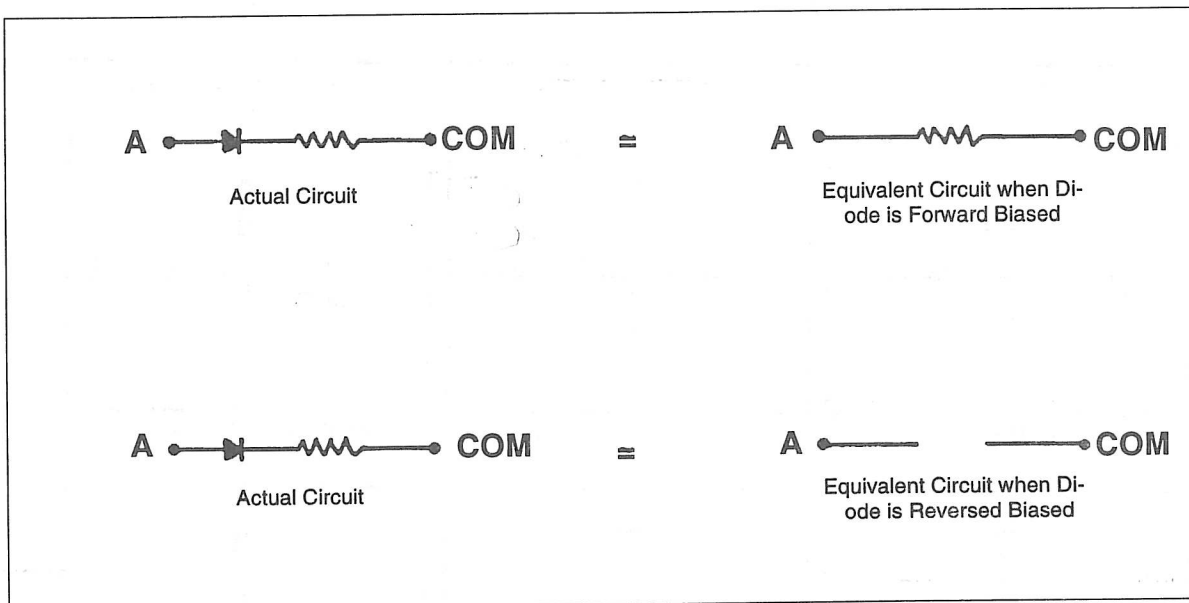 A COM ≅ A COM
Actual Circuit
Equivalent Circuit when Di-
ode is Forward Biased
A COM ≅ A COM
Actual Circuit
Equivalent Circuit when Di-
ode is Reversed Biased